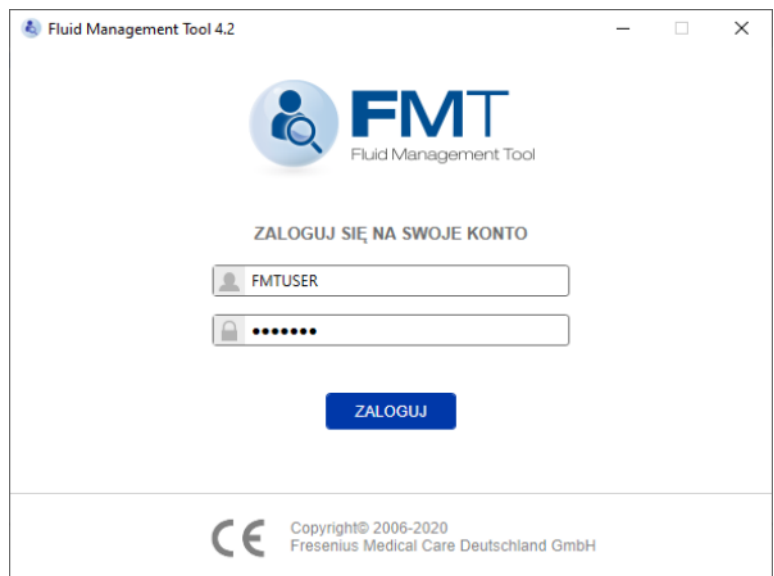 Fluid Management Tool 4.2
FMT
Fluid Management Tool
ZALOGUJ SIĘ NA SWOJE KONTO
FMTUSER
•••••••
ZALOGUJ
CE
Copyright© 2006-2020
Fresenius Medical Care Deutschland GmbH